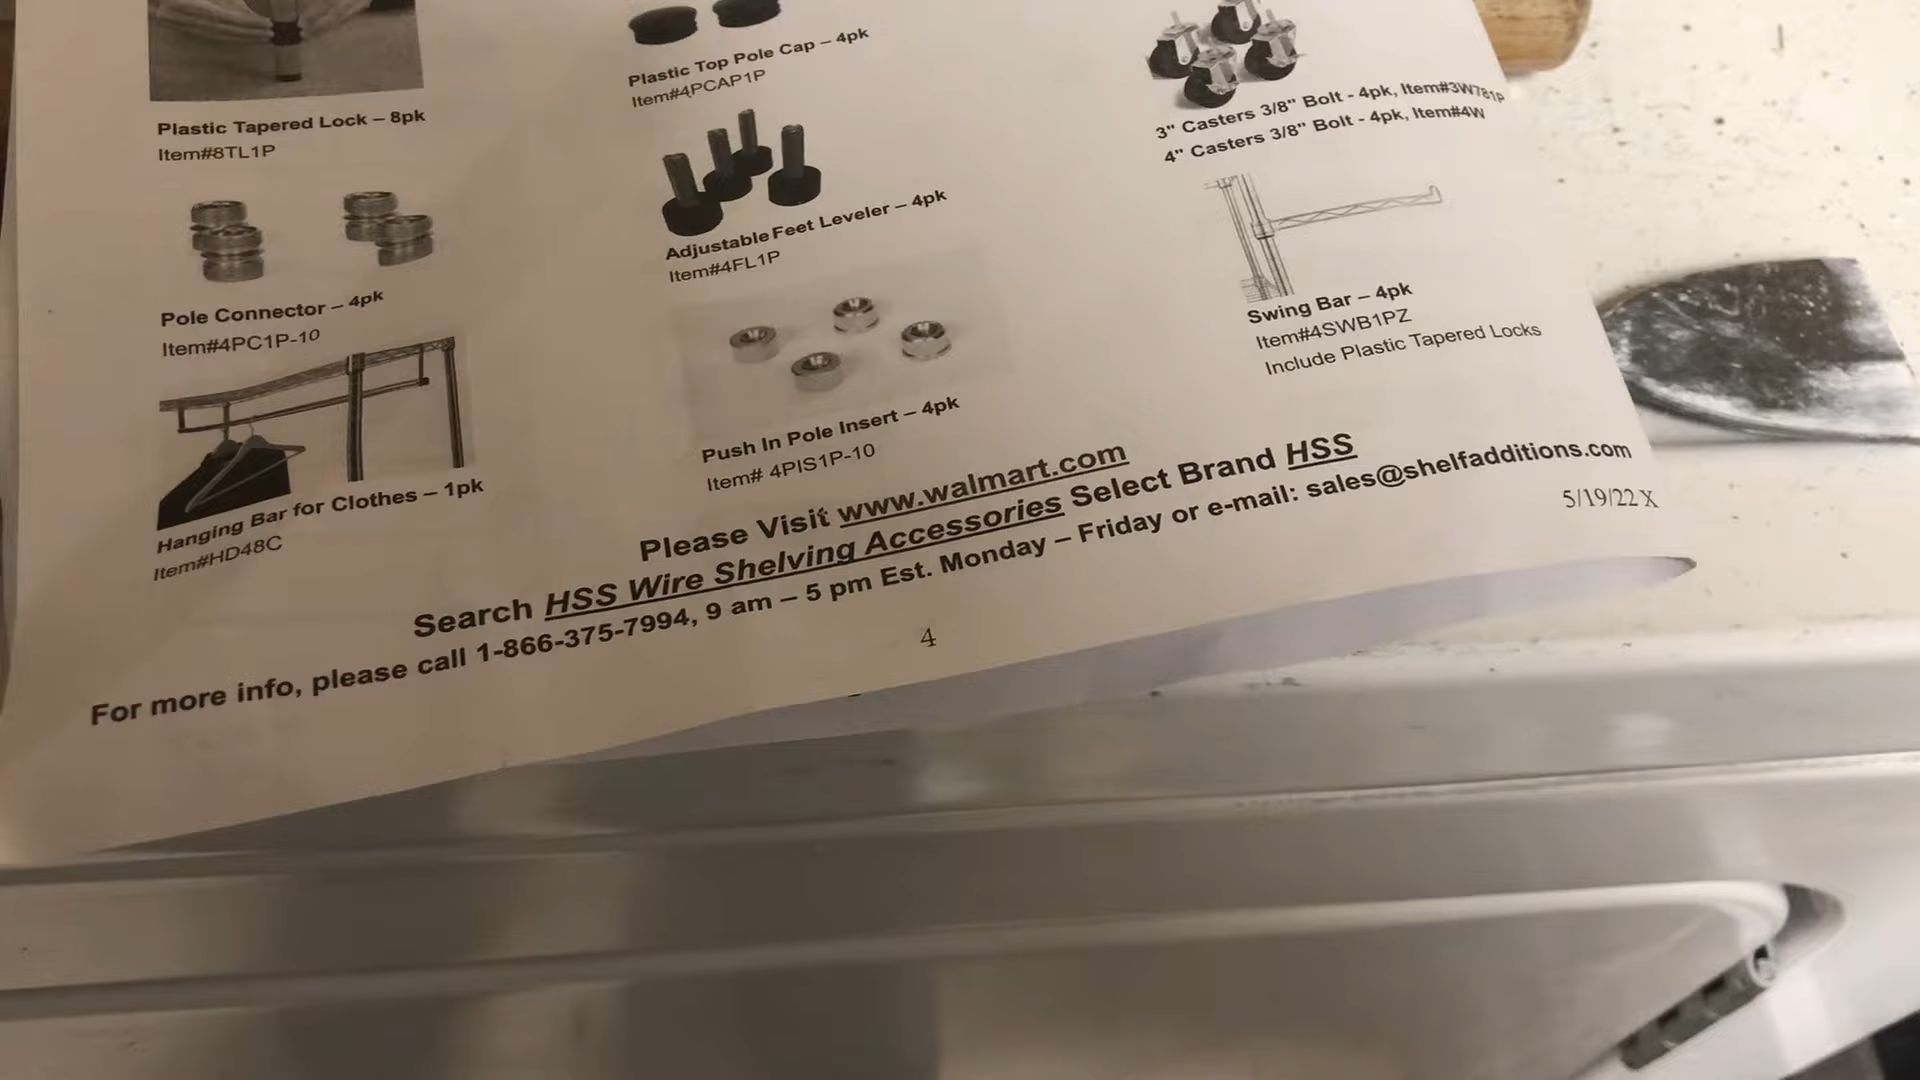 Plastic Tapered Lock – 8pk
Item#8TL1P
Pole Connector – 4pk
Item#4PC1P-10
Hanging Bar for Clothes – 1pk
Item#HD48C
Plastic Top Pole Cap – 4pk
Item#4PCAP1P
Adjustable Feet Leveler – 4pk
Item#4FL1P
Push In Pole Insert – 4pk
Item# 4PIS1P-10
3" Casters 3/8" Bolt - 4pk, Item#3W781P
4" Casters 3/8" Bolt - 4pk, Item#4W
Swing Bar – 4pk
Item#4SWB1PZ
Include Plastic Tapered Locks
Please Visit www.walmart.com
Search HSS Wire Shelving Accessories Select Brand HSS
For more info, please call 1-866-375-7994, 9 am – 5 pm Est. Monday – Friday or e-mail: sales@shelfadditions.com
5/19/22 X
4